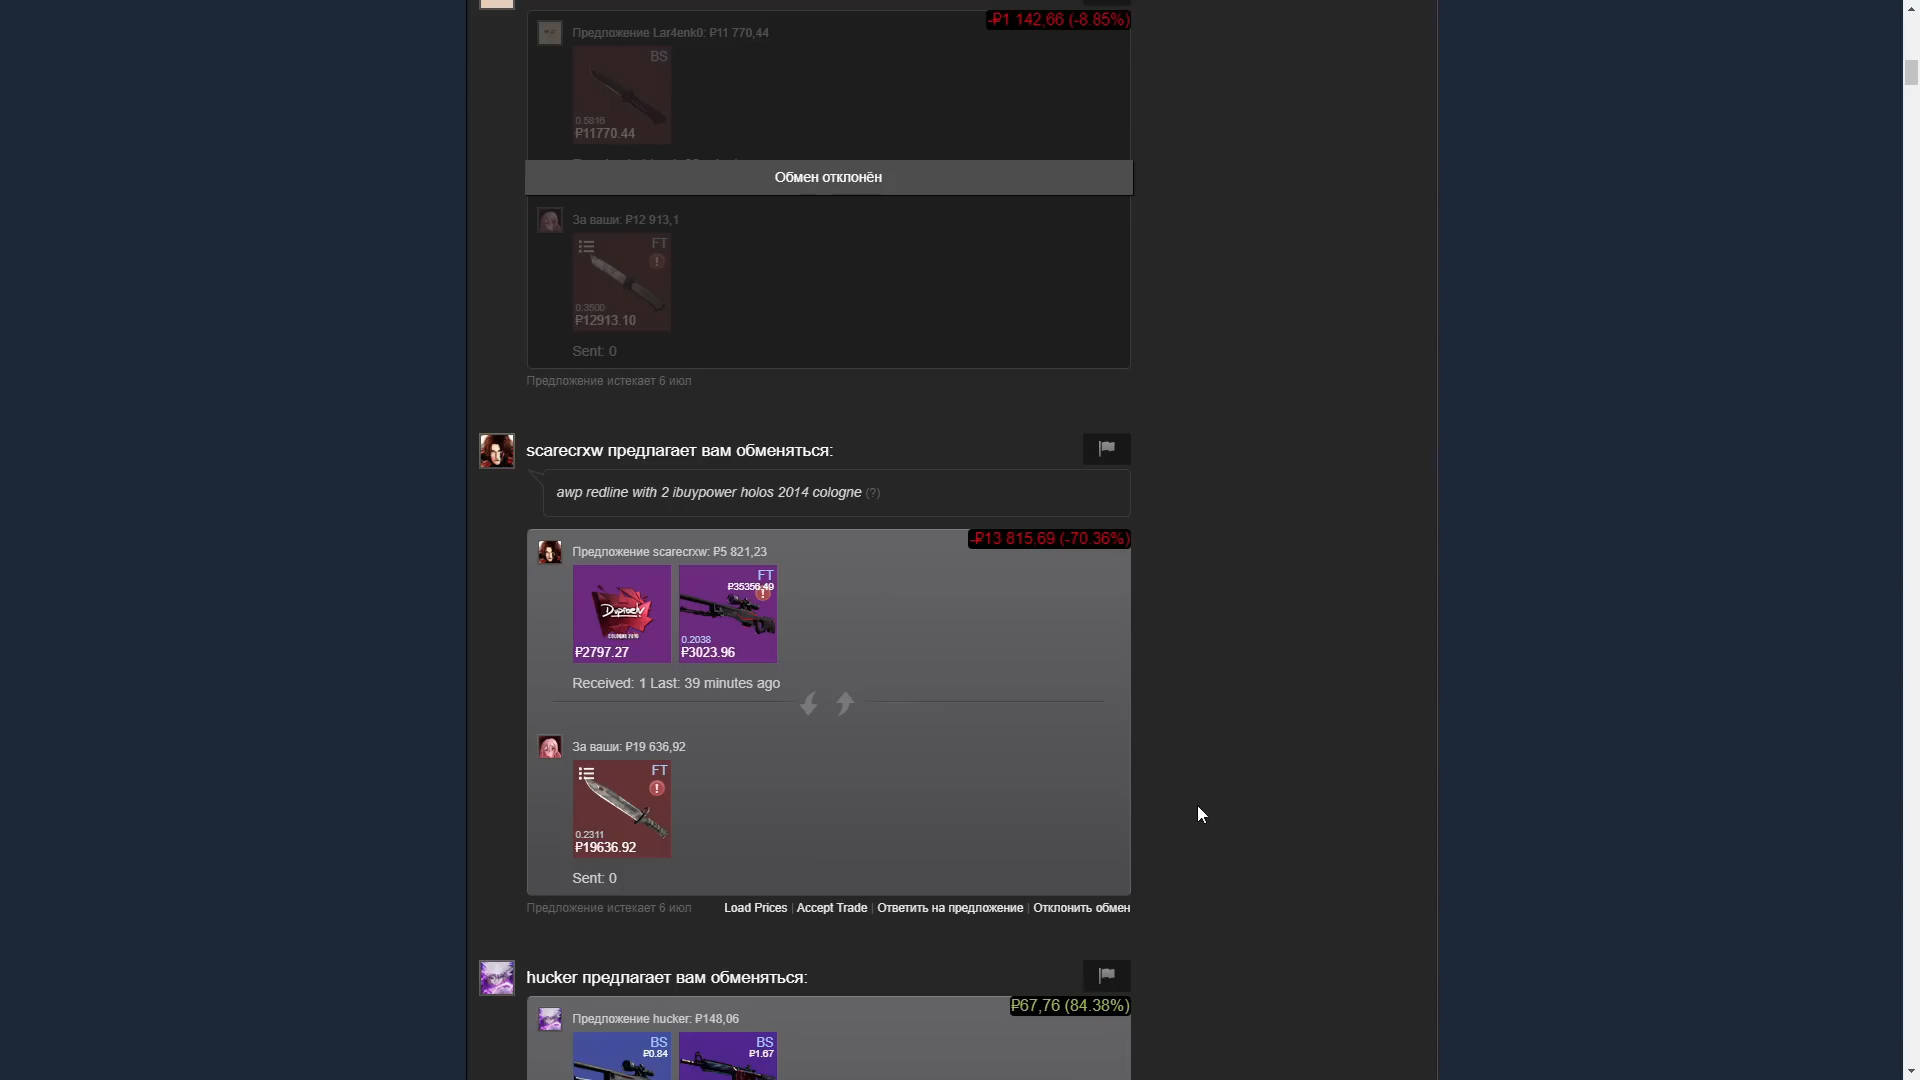 -₽1 142,66 (-8.85%)
Предложение Lar4enk0: ₽11 770,44
BS
0.5816
₽11770.44
Обмен отклонён
За ваши: ₽12 913,1
FT
0.3500
₽12913.10
Sent: 0
Предложение истекает 6 июл
scarecrxw предлагает вам обменяться:
awp redline with 2 ibuypower holos 2014 cologne (?)
-₽13 815,69 (-70.36%)
Предложение scarecrxw: ₽5 821,23
FT
₽35356.49
COLOGNE 2016
0.2038
₽2797.27
₽3023.96
Received: 1 Last: 39 minutes ago
За ваши: ₽19 636,92
FT
0.2311
₽19636.92
Sent: 0
Предложение истекает 6 июл
Load Prices | Accept Trade | Ответить на предложение | Отклонить обмен
hucker предлагает вам обменяться:
₽67,76 (84.38%)
Предложение hucker: ₽148,06
BS
₽0.84
BS
₽1.67